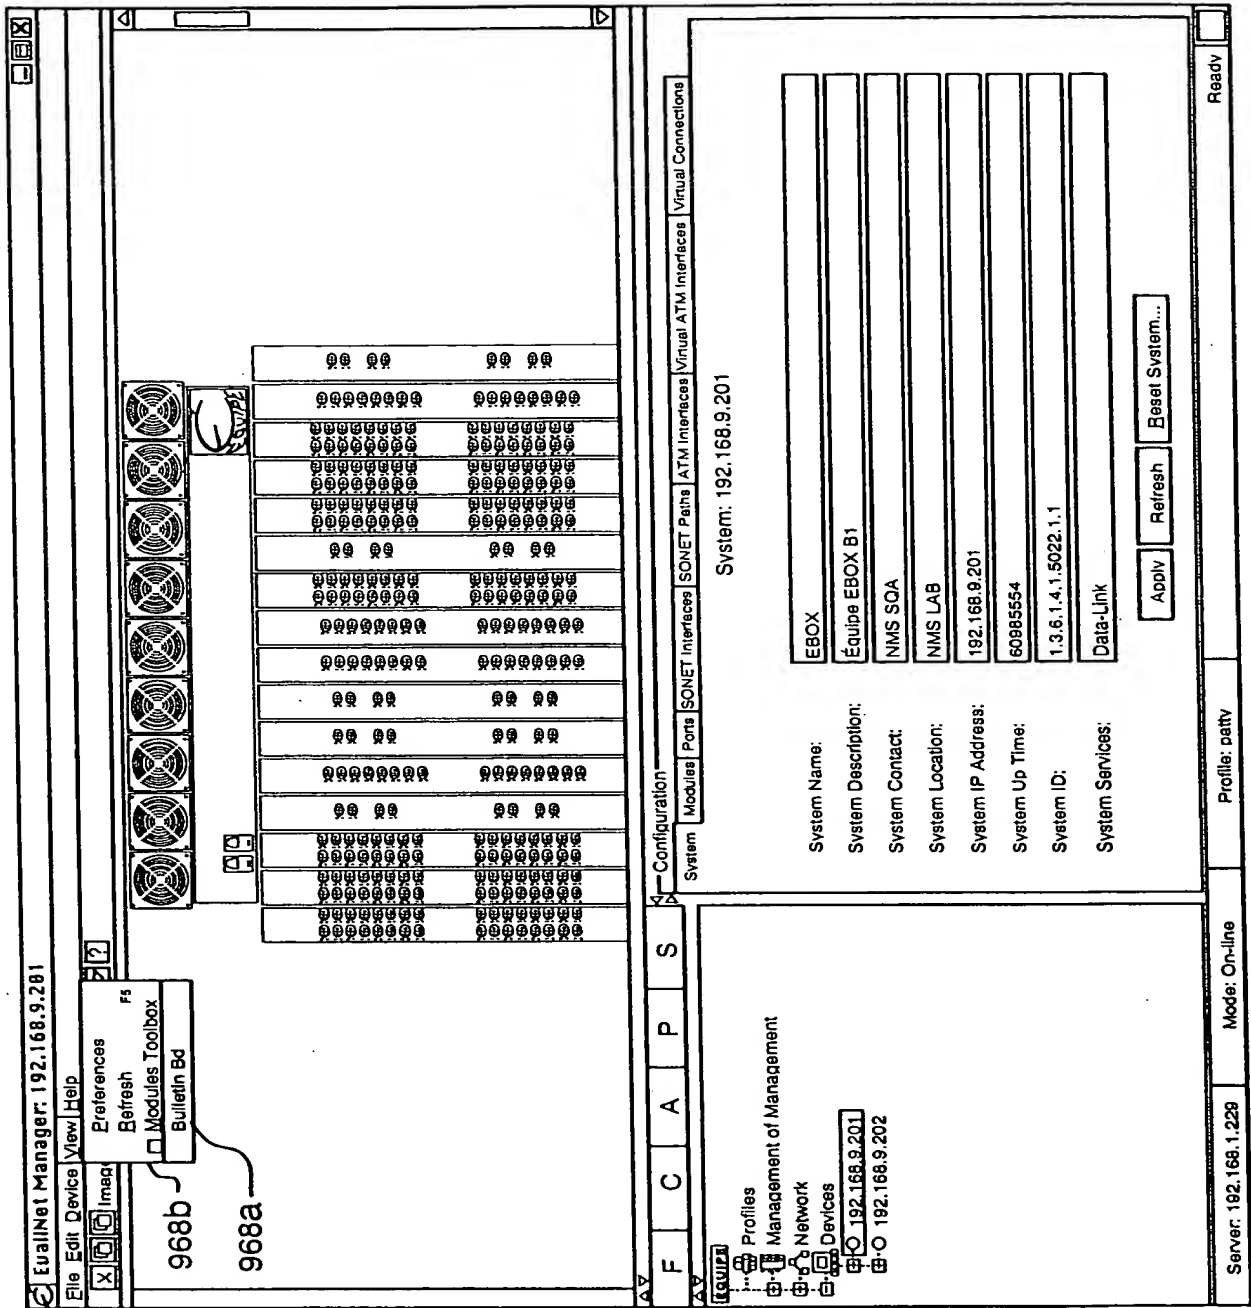 EualiNet Manager: 192.168.9.201
File Edit Device View Help
Preferences
Refresh F5
Modules Toolbox
Bulletin Bd
X ?
968b
968a
F C A P S
EQUIPE
Profiles
Management of Management
Network
Devices
192.168.9.201
192.168.9.202
Configuration
System Modules Ports SONET Interfaces SONET Paths ATM Interfaces Virtual ATM Interfaces Virtual Connections
System: 192.168.9.201
System Name: EBOX
System Description: Équipe EBOX B1
System Contact: NMS SQA
System Location: NMS LAB
System IP Address: 192.168.9.201
System Up Time: 60985554
System ID: 1.3.6.1.4.1.5022.1.1
System Services: Data-Link
Apply Refresh Beset System...
Server: 192.168.1.229 Mode: On-line Profile: patty Ready